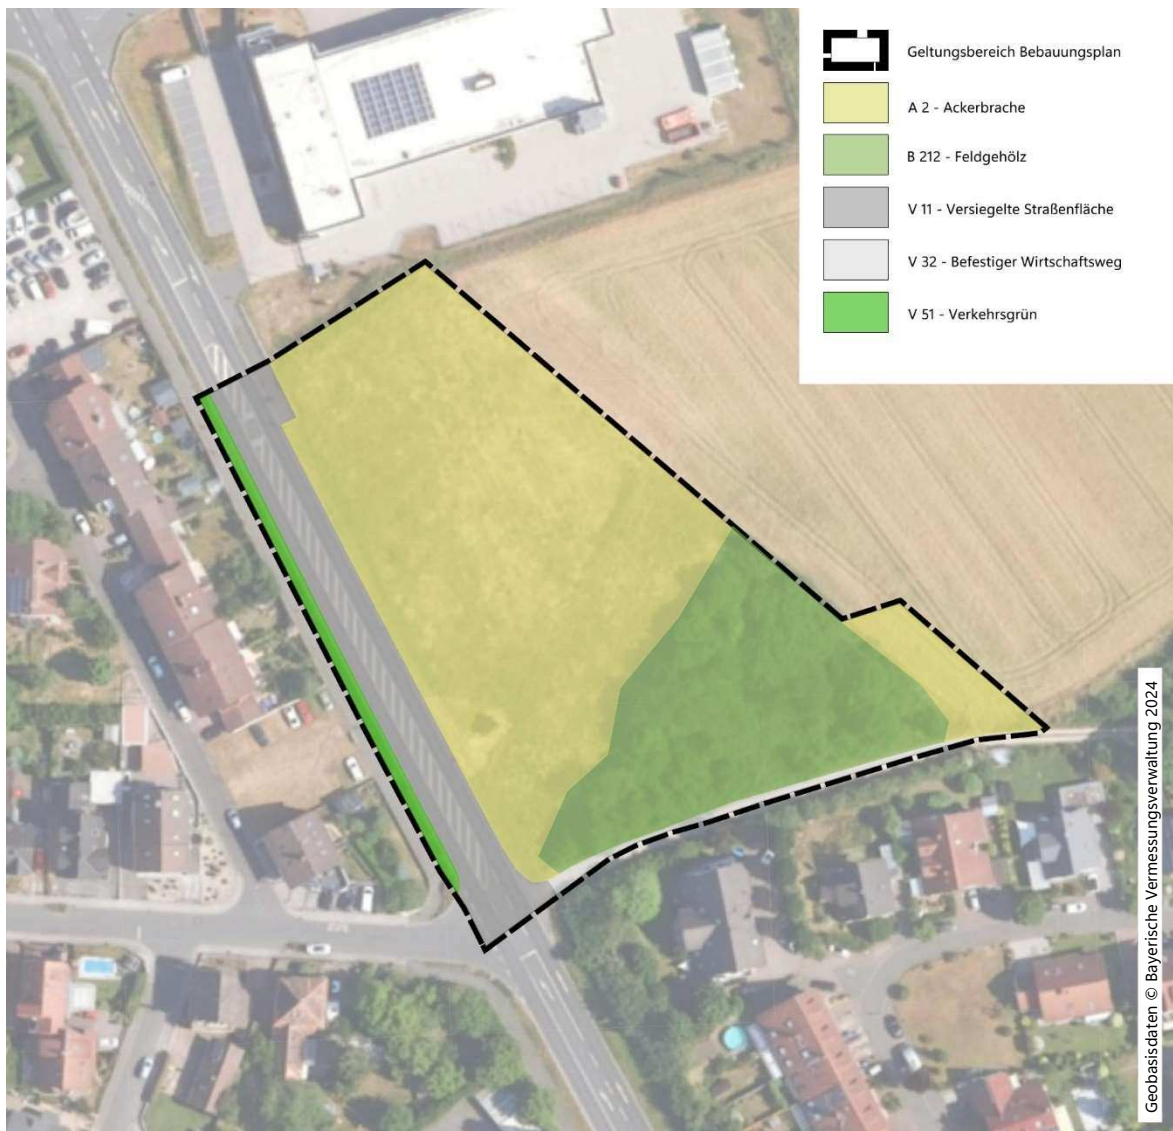 Geltungsbereich Bebauungsplan
A 2 - Ackerbrache
B 212 - Feldgehölz
V 11 - Versiegelte Straßenfläche
V 32 - Befestiger Wirtschaftsweg
V 51 - Verkehrsgrün
Geobasisdaten © Bayerische Vermessungsverwaltung 2024